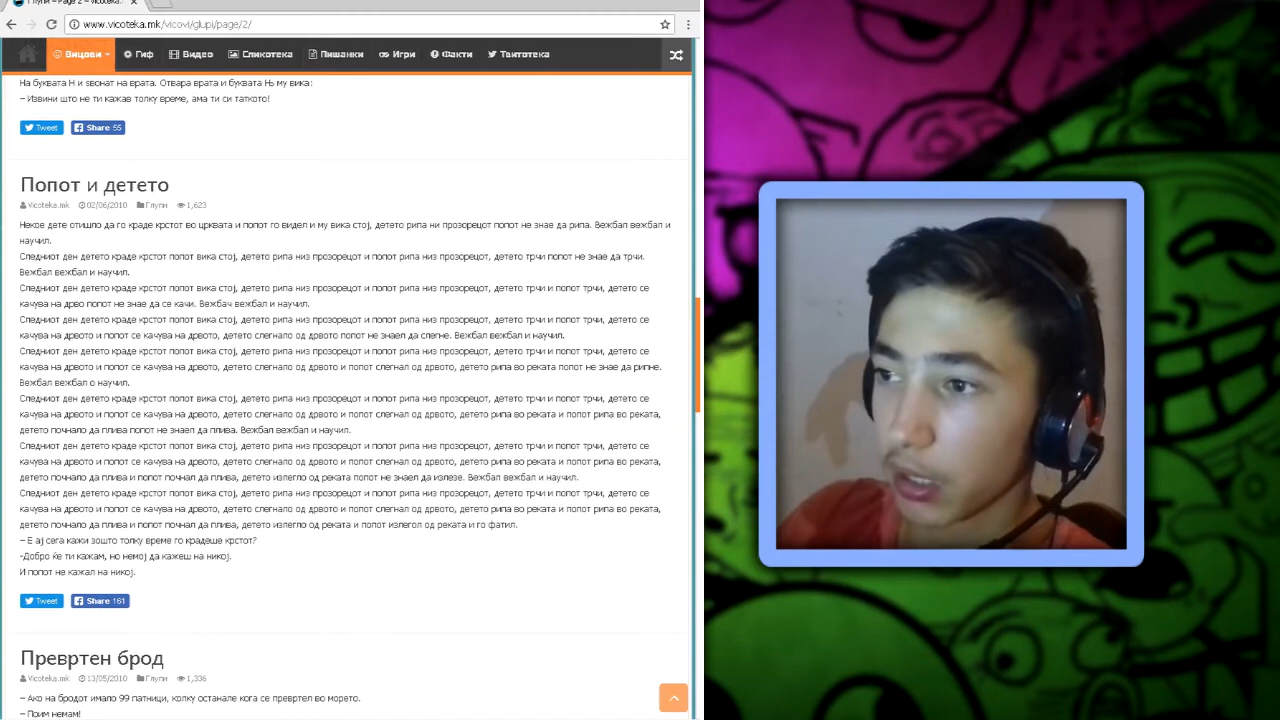 Глупи – Page 2 – Vicoteka.m
www.vicoteka.mk/vicovi/glupi/page/2/
Вицови Гиф Видео Сликотека Пишанки Игри Факти Твитотека
На буквата Н и ѕвонат на врата. Отвара врата и буквата Њ му вика:
– Извини што не ти кажав толку време, ама ти си таткото!
Tweet Share 55
Попот и детето
Vicoteka.mk 02/06/2010 Глупи 1,623
Некое дете отишло да го краде крстот во црквата и попот го видел и му вика стој, детето рипа ни прозорецот попот не знае да рипа. Вежбал вежбал и
научил.
Следниот ден детето краде крстот попот вика стој, детето рипа низ прозорецот и попот рипа низ прозорецот, детето трчи попот не знае да трчи.
Вежбал вежбал и научил.
Следниот ден детето краде крстот попот вика стој, детето рипа низ прозорецот и попот рипа низ прозорецот, детето трчи и попот трчи, детето се
качува на дрво попот не знае да се качи. Вежбач вежбал и научил.
Следниот ден детето краде крстот попот вика стој, детето рипа низ прозорецот и попот рипа низ прозорецот, детето трчи и попот трчи, детето се
качува на дрвото и попот се качува на дрвото, детето слегнало од дрвото попот не знаел да слегне. Вежбал вежбал и научил.
Следниот ден детето краде крстот попот вика стој, детето рипа низ прозорецот и попот рипа низ прозорецот, детето трчи и попот трчи, детето се
качува на дрвото и попот се качува на дрвото, детето слегнало од дрвото и попот слегнал од дрвото, детето рипа во реката попот не знае да рипне.
Вежбал вежбал о научил.
Следниот ден детето краде крстот попот вика стој, детето рипа низ прозорецот и попот рипа низ прозорецот, детето трчи и попот трчи, детето се
качува на дрвото и попот се качува на дрвото, детето слегнало од дрвото и попот слегнал од дрвото, детето рипа во реката и попот рипа во реката,
детето почнало да плива попот не знаел да плива. Вежбал вежбал и научил.
Следниот ден детето краде крстот попот вика стој, детето рипа низ прозорецот и попот рипа низ прозорецот, детето трчи и попот трчи, детето се
качува на дрвото и попот се качува на дрвото, детето слегнало од дрвото и попот слегнал од дрвото, детето рипа во реката и попот рипа во реката,
детето почнало да плива и попот почнал да плива, детето излегло од реката попот не знаел да излезе. Вежбал вежбал и научил.
Следниот ден детето краде крстот попот вика стој, детето рипа низ прозорецот и попот рипа низ прозорецот, детето трчи и попот трчи, детето се
качува на дрвото и попот се качува на дрвото, детето слегнало од дрвото и попот слегнал од дрвото, детето рипа во реката и попот рипа во реката,
детето почнало да плива и попот почнал да плива, детето излегло од реката и попот излегол од реката и го фатил.
– Е ај сега кажи зошто толку време го крадеше крстот?
-Добро ќе ти кажам, но немој да кажеш на никој.
И попот не кажал на никој.
Tweet Share 161
Превртен брод
Vicoteka.mk 13/05/2010 Глупи 1,336
– Ако на бродот имало 99 патници, колку останале кога се превртел во морето.
– Поим немам!